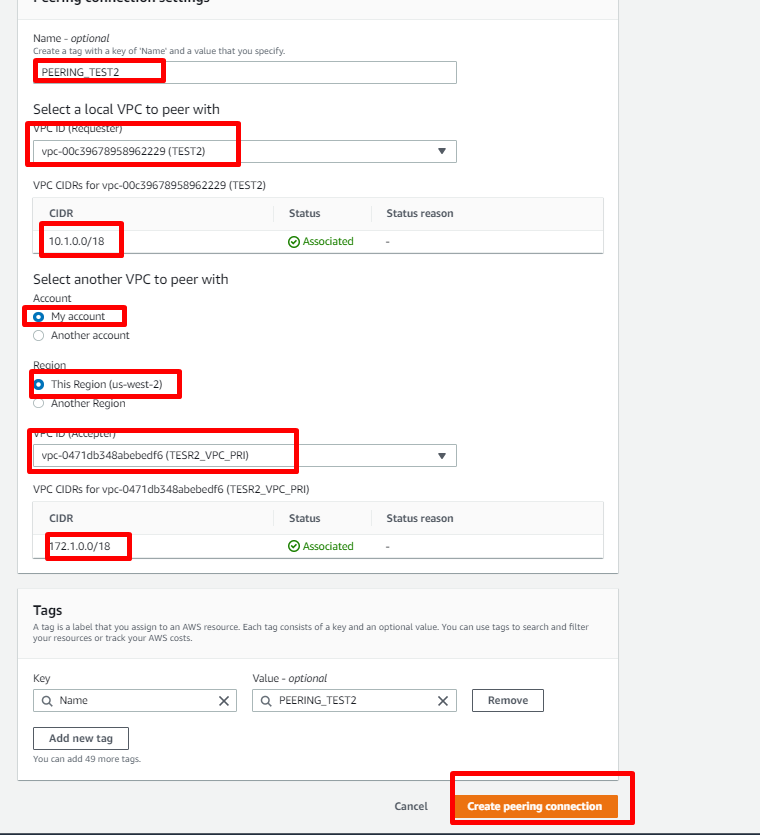 Peering connection settings
Name - optional
Create a tag with a key of 'Name' and a value that you specify.
PEERING_TEST2
Select a local VPC to peer with
VPC ID (Requester)
vpc-00c39678958962229 (TEST2)
VPC CIDRs for vpc-00c39678958962229 (TEST2)
CIDR Status Status reason
10.1.0.0/18 Associated -
Select another VPC to peer with
Account
My account
Another account
Region
This Region (us-west-2)
Another Region
VPC ID (Accepter)
vpc-0471db348abebedf6 (TESR2_VPC_PRI)
VPC CIDRs for vpc-0471db348abebedf6 (TESR2_VPC_PRI)
CIDR Status Status reason
172.1.0.0/18 Associated -
Tags
A tag is a label that you assign to an AWS resource. Each tag consists of a key and an optional value. You can use tags to search and filter
your resources or track your AWS costs.
Key Value - optional
Name PEERING_TEST2 Remove
Add new tag
You can add 49 more tags.
Cancel Create peering connection